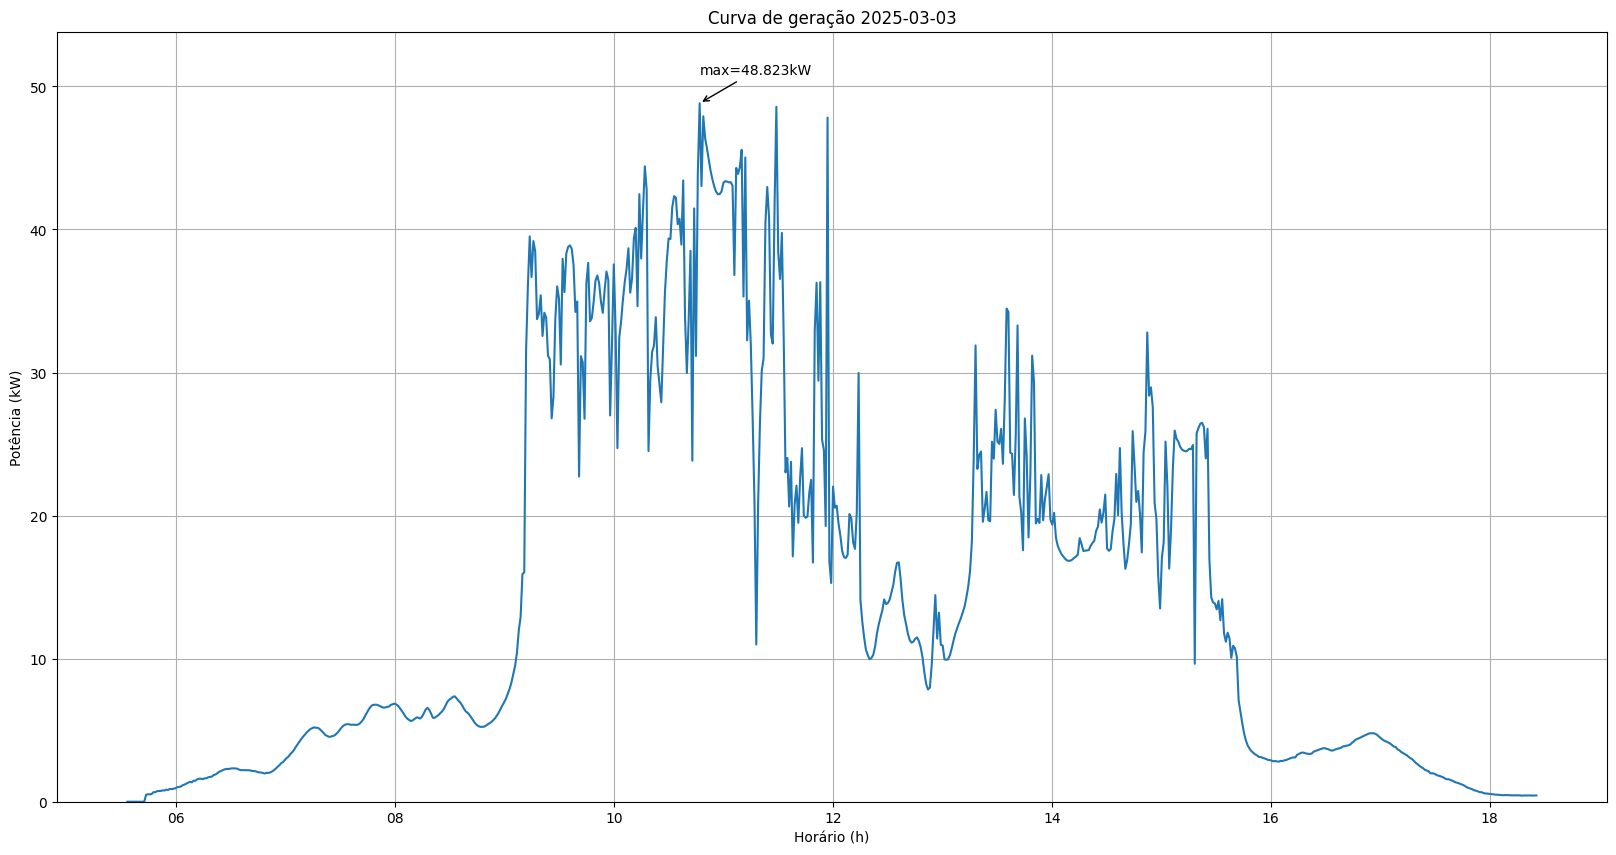 Curva de geração 2025-03-03
max=48.823kW
50
40
30
20
10
0
Potência (kW)
06 08 10 12 14 16 18
Horário (h)